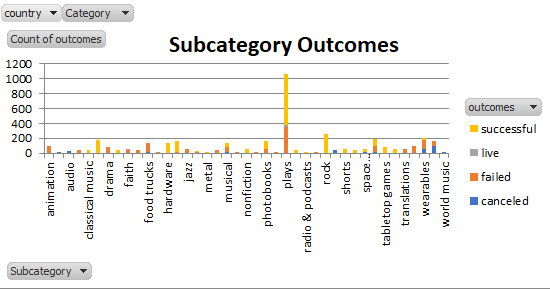 country Category
Count of outcomes
Subcategory Outcomes
1200
1000
800
600
400
200
0
animation
audio
classical music
drama
faith
food trucks
hardware
jazz
metal
musical
nonfiction
photobooks
plays
radio & podcasts
rock
shorts
space...
tabletop games
translations
wearables
world music
outcomes
successful
live
failed
canceled
Subcategory